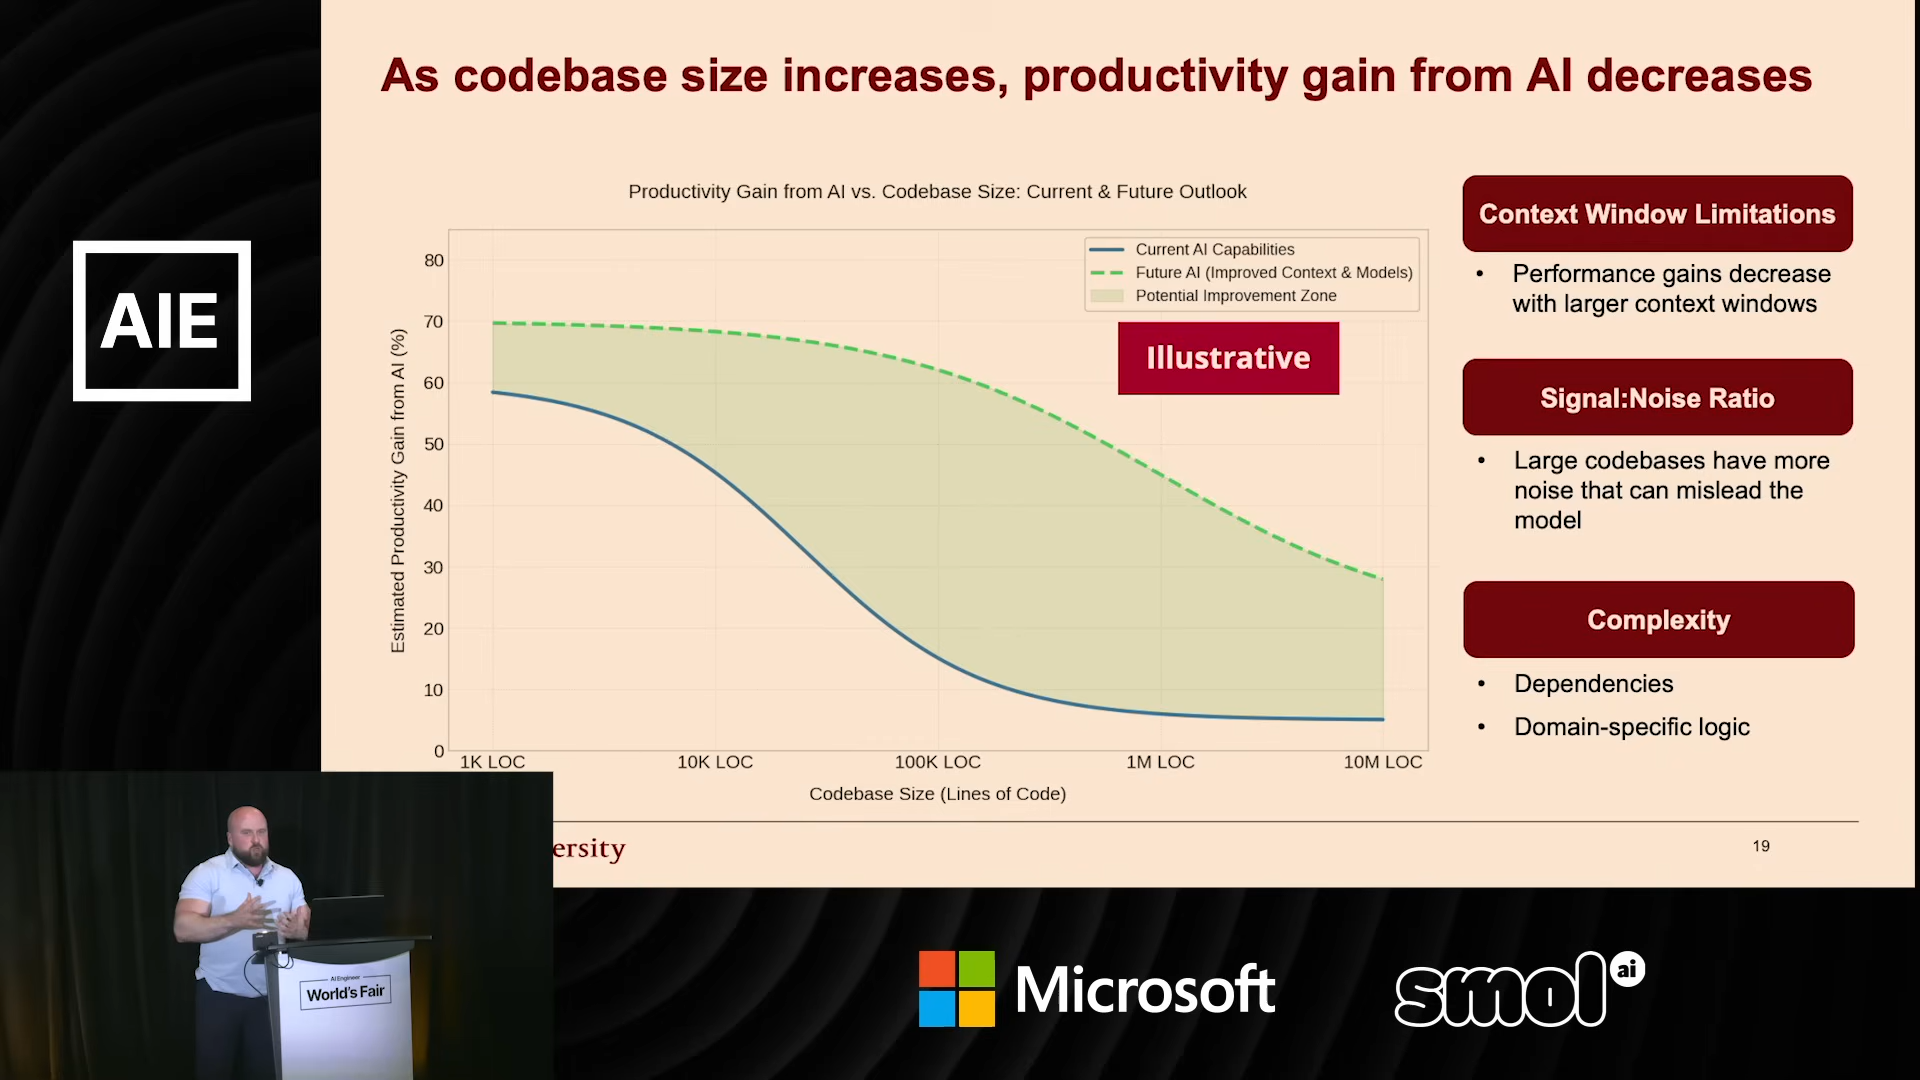 As codebase size increases, productivity gain from AI decreases
AIE
Productivity Gain from AI vs. Codebase Size: Current & Future Outlook
Current AI Capabilities
Future AI (Improved Context & Models)
Potential Improvement Zone
Illustrative
Estimated Productivity Gain from AI (%)
80
70
60
50
40
30
20
10
0
1K LOC
10K LOC
100K LOC
1M LOC
10M LOC
Codebase Size (Lines of Code)
Context Window Limitations
• Performance gains decrease
with larger context windows
Signal:Noise Ratio
• Large codebases have more
noise that can mislead the
model
Complexity
• Dependencies
• Domain-specific logic
ersity
19
AI Engineer
World's Fair
Microsoft
smol ai